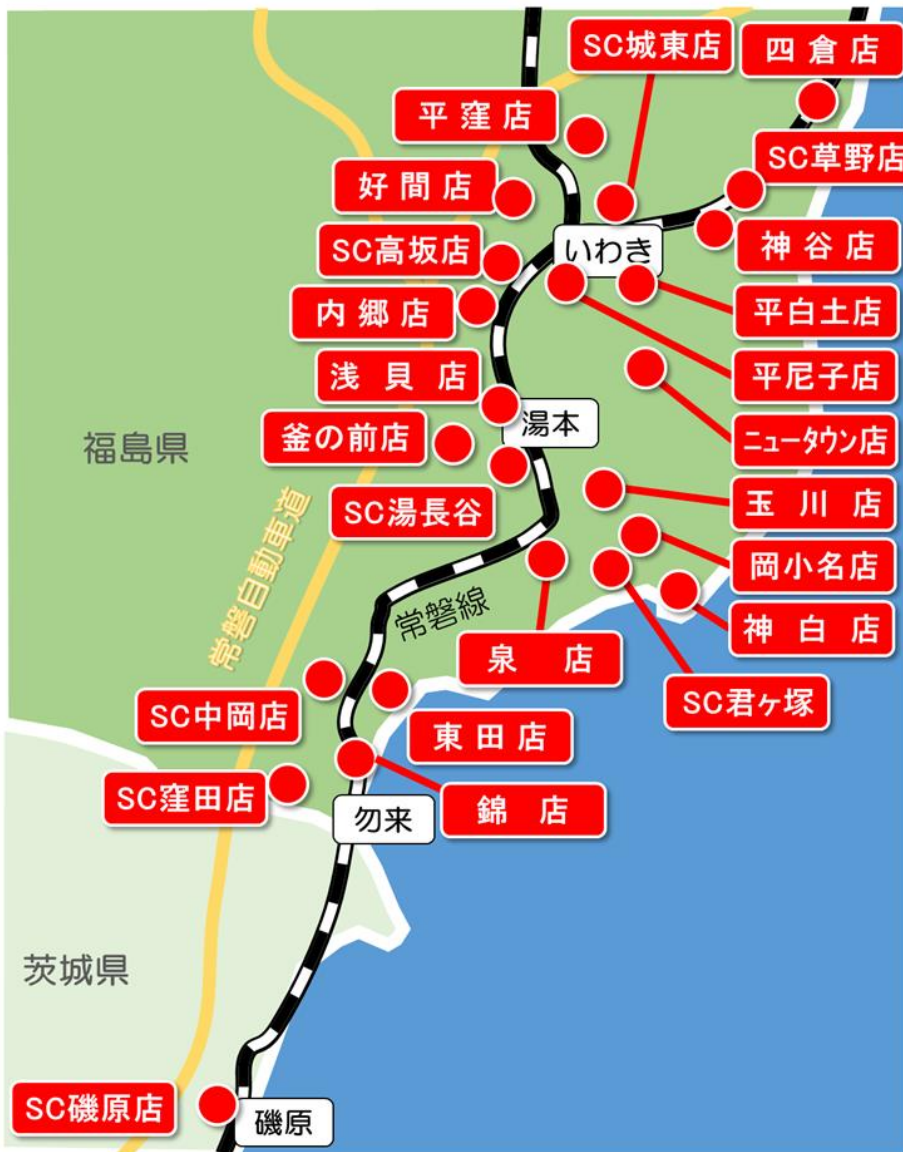 SC城東店
四倉店
平窪店
SC草野店
好間店
神谷店
いわき
SC高坂店
平白土店
内郷店
浅貝店
平尼子店
湯本
釜の前店
ニュータウン店
福島県
玉川店
SC湯長谷
岡小名店
常磐自動車道
常磐線
神白店
泉店
SC君ヶ塚
SC中岡店
東田店
SC窪田店
錦店
勿来
茨城県
SC磯原店
磯原